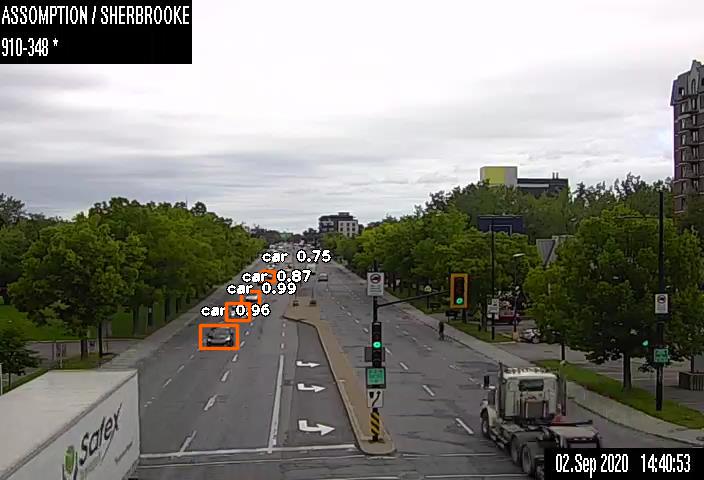 ASSOMPTION / SHERBROOKE
910-348 *
car 0.75
car 0.87
car 0.99
car 0.96
Safex
02.Sep 2020 14:40:53